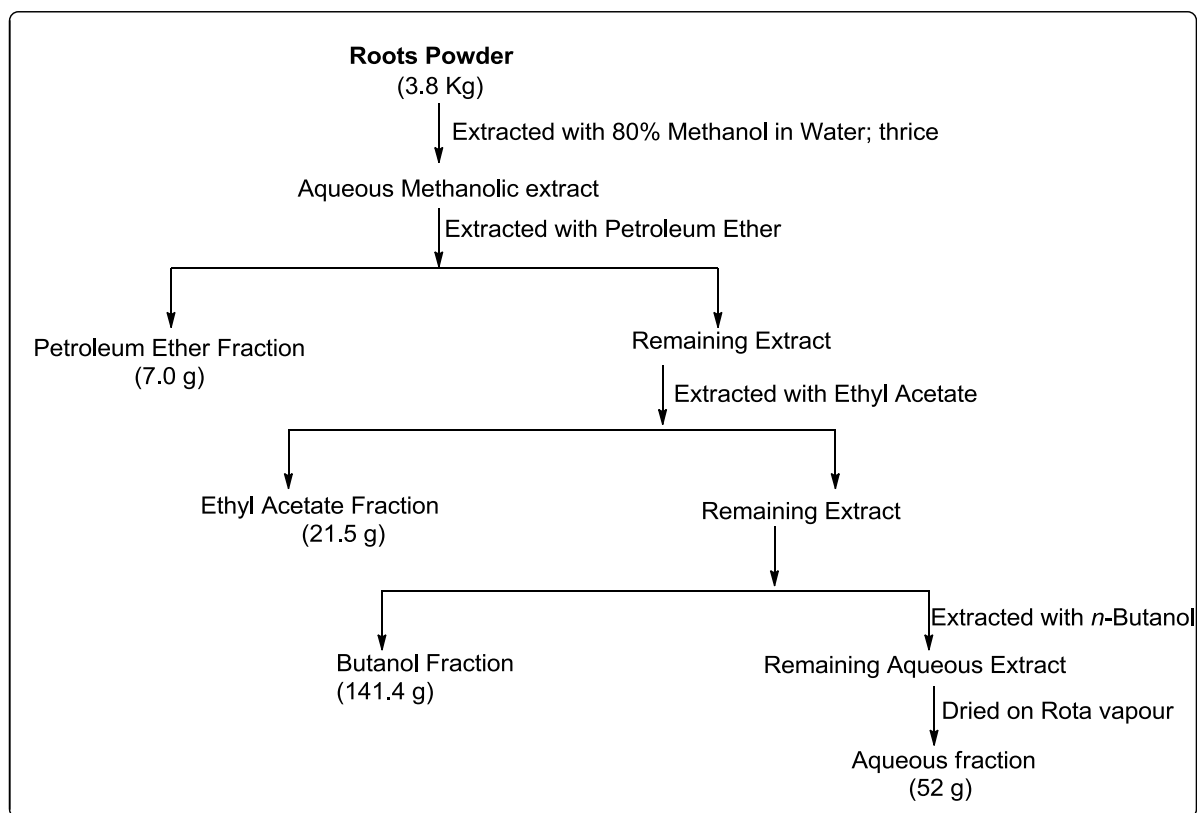 Roots Powder
(3.8 Kg)
Extracted with 80% Methanol in Water; thrice
Aqueous Methanolic extract
Extracted with Petroleum Ether
Petroleum Ether Fraction
(7.0 g)
Remaining Extract
Extracted with Ethyl Acetate
Ethyl Acetate Fraction
(21.5 g)
Remaining Extract
Extracted with n-Butanol
Butanol Fraction
(141.4 g)
Remaining Aqueous Extract
Dried on Rota vapour
Aqueous fraction
(52 g)